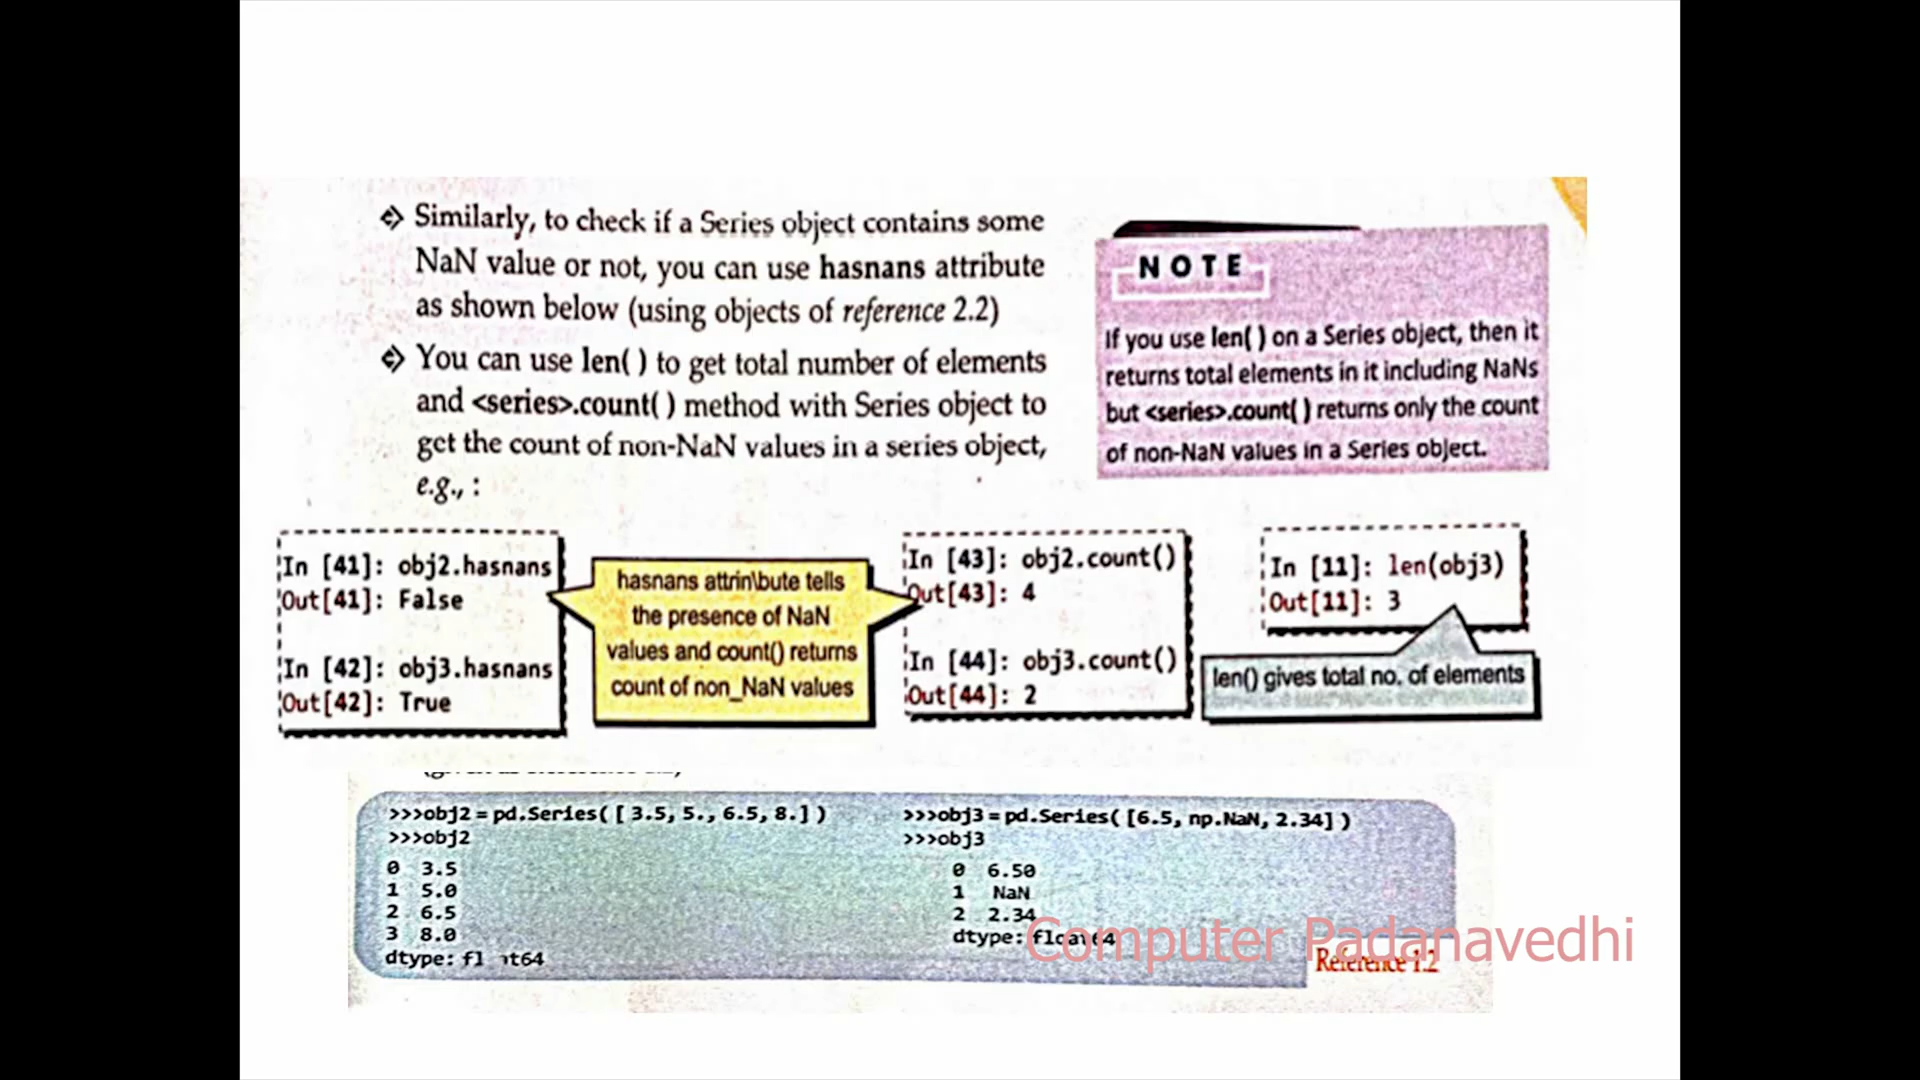 Similarly, to check if a Series object contains some
NaN value or not, you can use hasnans attribute
as shown below (using objects of reference 2.2)
You can use len( ) to get total number of elements
and <series>.count( ) method with Series object to
get the count of non-NaN values in a series object,
e.g., :
NOTE
If you use len( ) on a Series object, then it
returns total elements in it including NaNs
but <series>.count( ) returns only the count
of non-NaN values in a Series object.
In [41]: obj2.hasnans
Out[41]: False
In [42]: obj3.hasnans
Out[42]: True
hasnans attrin\bute tells
the presence of NaN
values and count() returns
count of non_NaN values
In [43]: obj2.count()
Out[43]: 4
In [44]: obj3.count()
Out[44]: 2
In [11]: len(obj3)
Out[11]: 3
len() gives total no. of elements
>>>obj2 = pd.Series( [ 3.5, 5., 6.5, 8.] )
>>>obj2
0 3.5
1 5.0
2 6.5
3 8.0
dtype:
>>>obj3 = pd.Series( [6.5, np.NaN, 2.34] )
>>>obj3
0 6.50
1 NaN
2 2.34
dtype: float64
Computer Padanavedhi
Reference 1.2